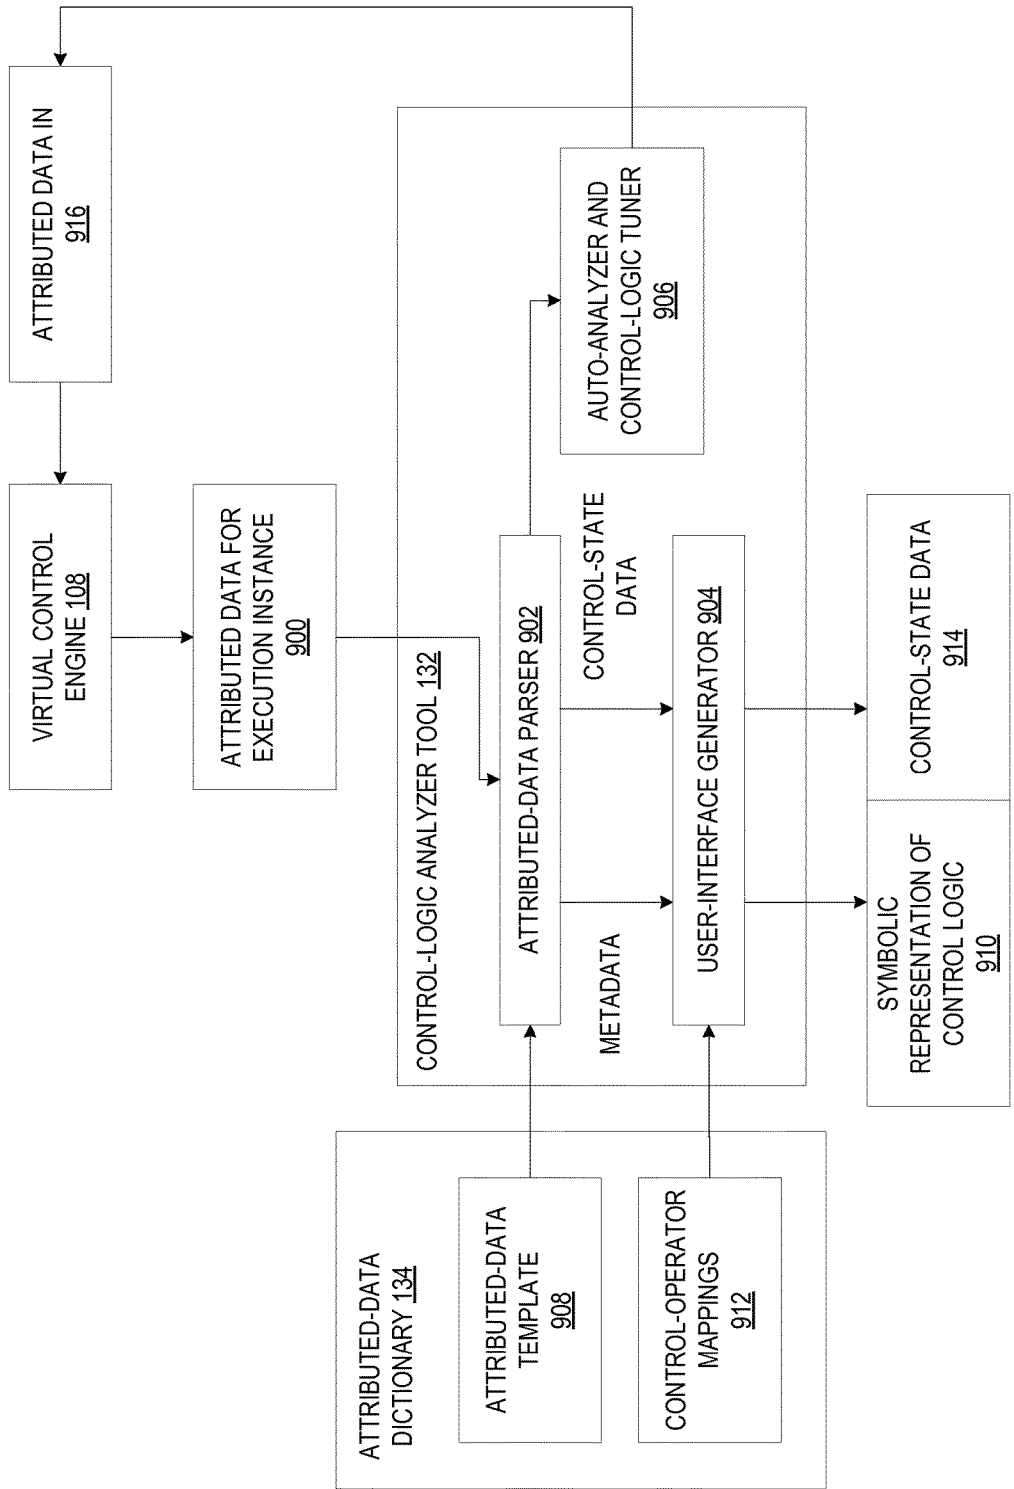 ATTRIBUTED-DATA
DICTIONARY 134
ATTRIBUTED-DATA
TEMPLATE
908
CONTROL-OPERATOR
MAPPINGS
912
VIRTUAL CONTROL
ENGINE 108
ATTRIBUTED DATA IN
916
ATTRIBUTED DATA FOR
EXECUTION INSTANCE
900
CONTROL-LOGIC ANALYZER TOOL 132
ATTRIBUTED-DATA PARSER 902
METADATA
CONTROL-STATE
DATA
AUTO-ANALYZER AND
CONTROL-LOGIC TUNER
906
USER-INTERFACE GENERATOR 904
SYMBOLIC
REPRESENTATION OF
CONTROL LOGIC
910
CONTROL-STATE DATA
914